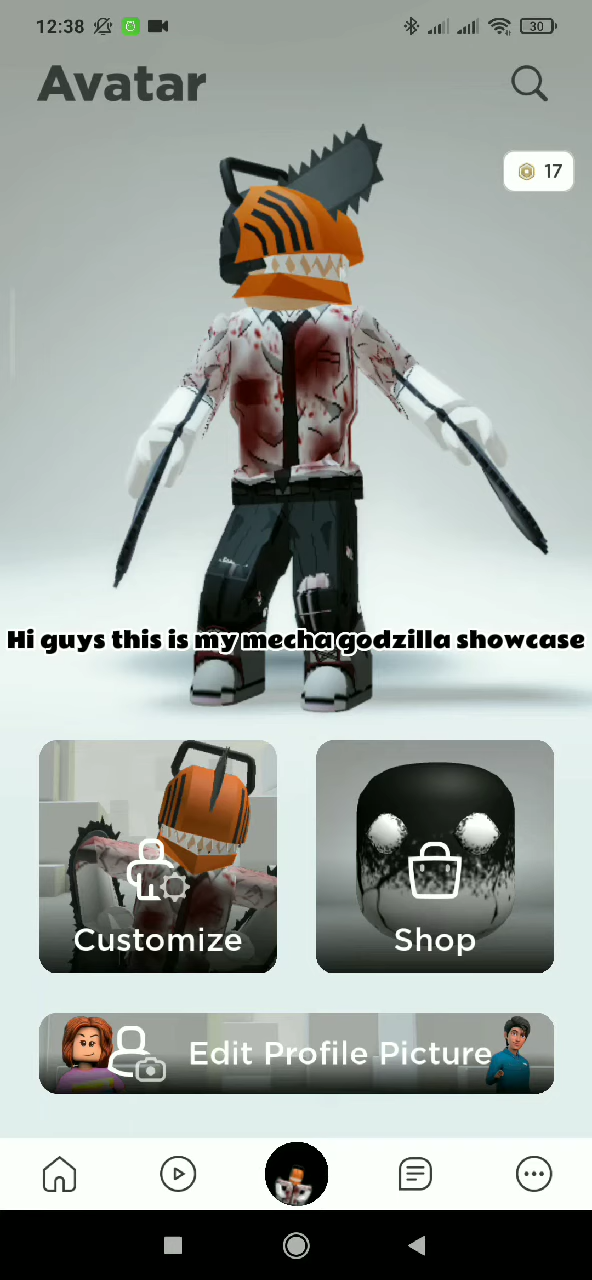 12:38
30
Avatar
17
Hi guys this is my mecha godzilla showcase
Customize
Shop
Edit Profile Picture